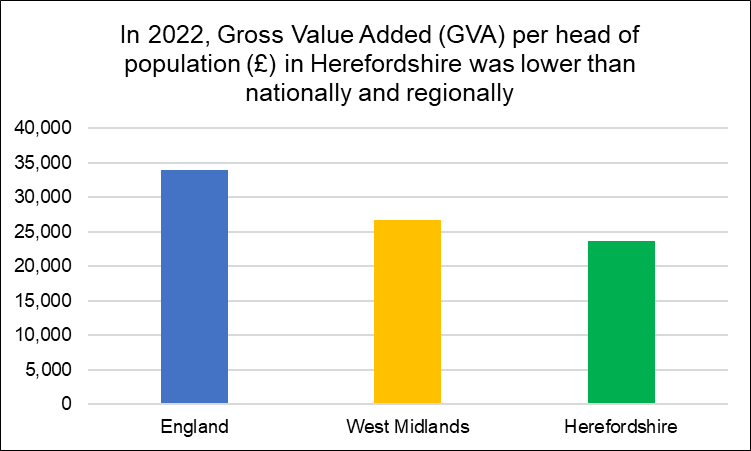 In 2022, Gross Value Added (GVA) per head of
population (£) in Herefordshire was lower than
nationally and regionally
40,000
35,000
30,000
25,000
20,000
15,000
10,000
5,000
0
England
West Midlands
Herefordshire